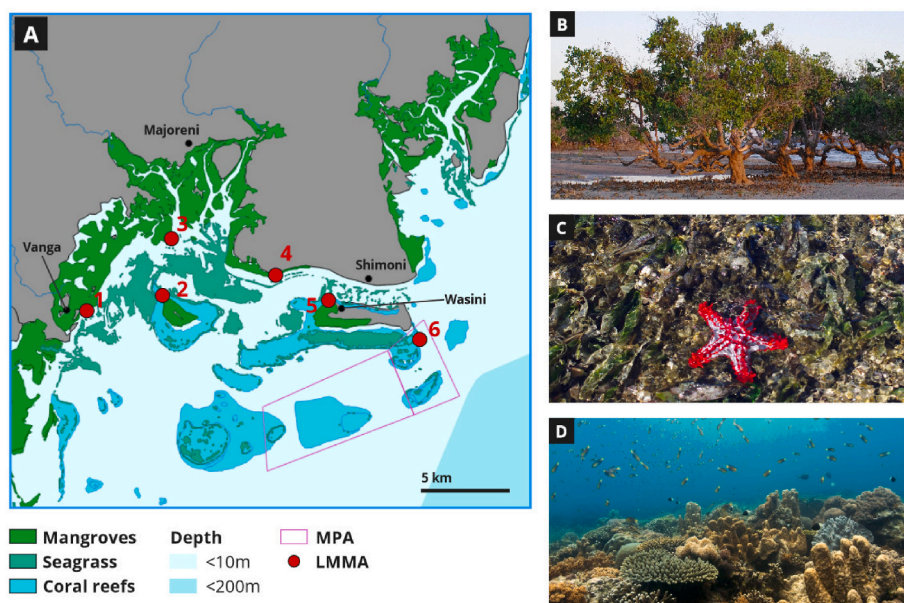 A
Majoreni
3
Vanga
4
Shimoni
1
2
5
Wasini
6
5 km
Mangroves
Seagrass
Coral reefs
Depth
<10m
<200m
MPA
LMMA
B
C
D